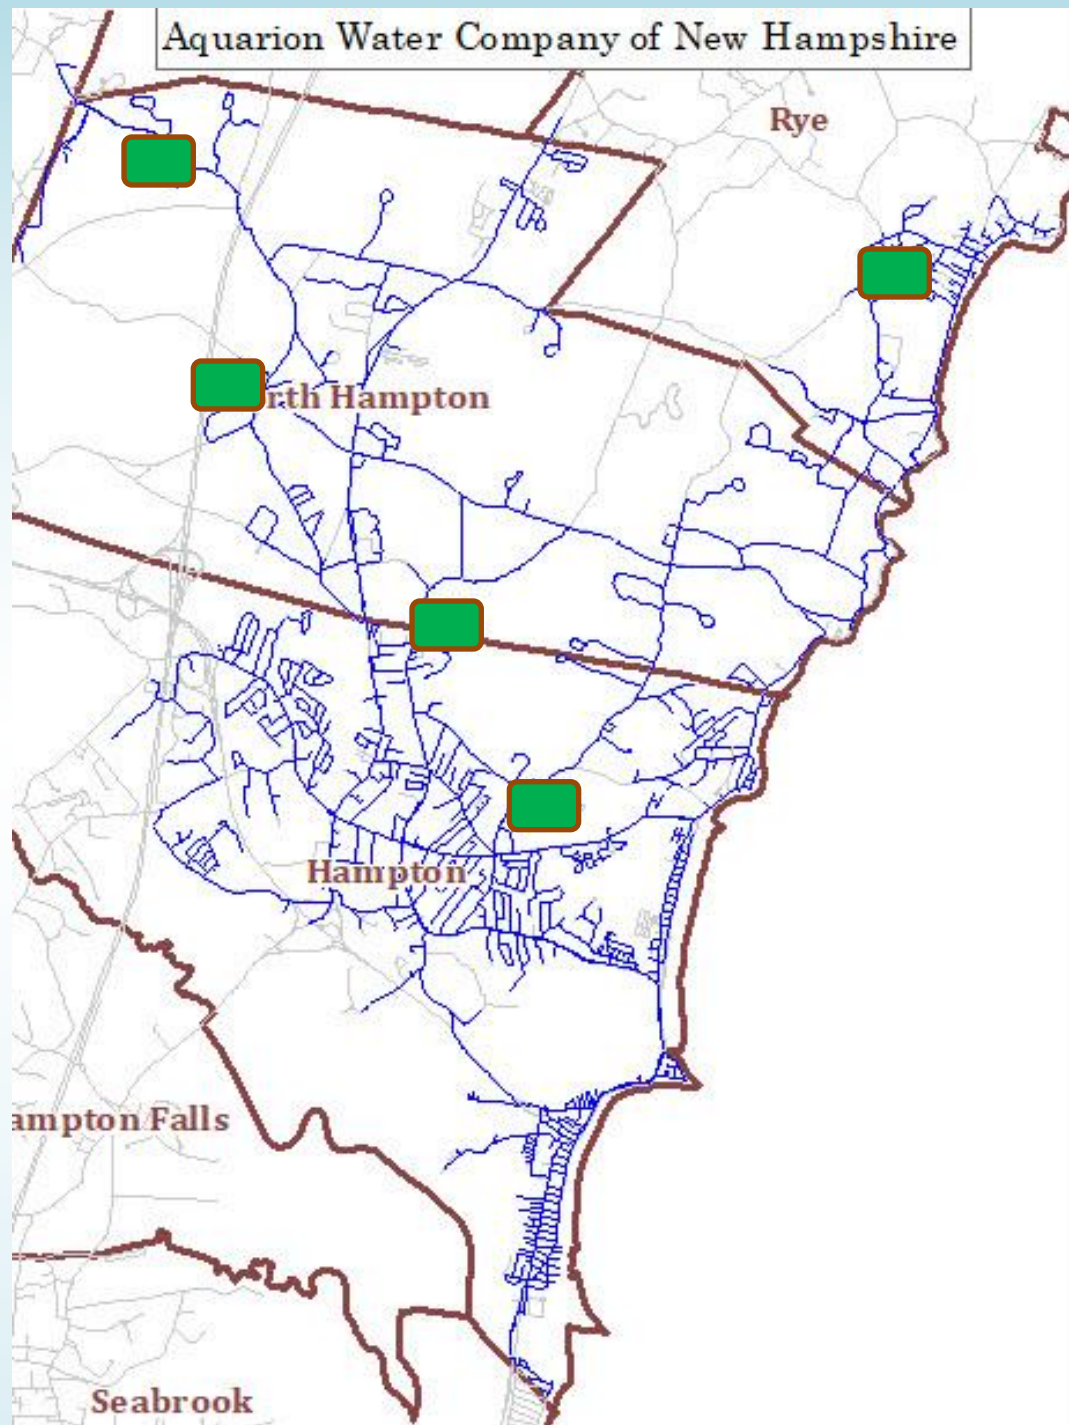 Aquarion Water Company of New Hampshire
Rye
rth Hampton
Hampton
ampton Falls
Seabrook